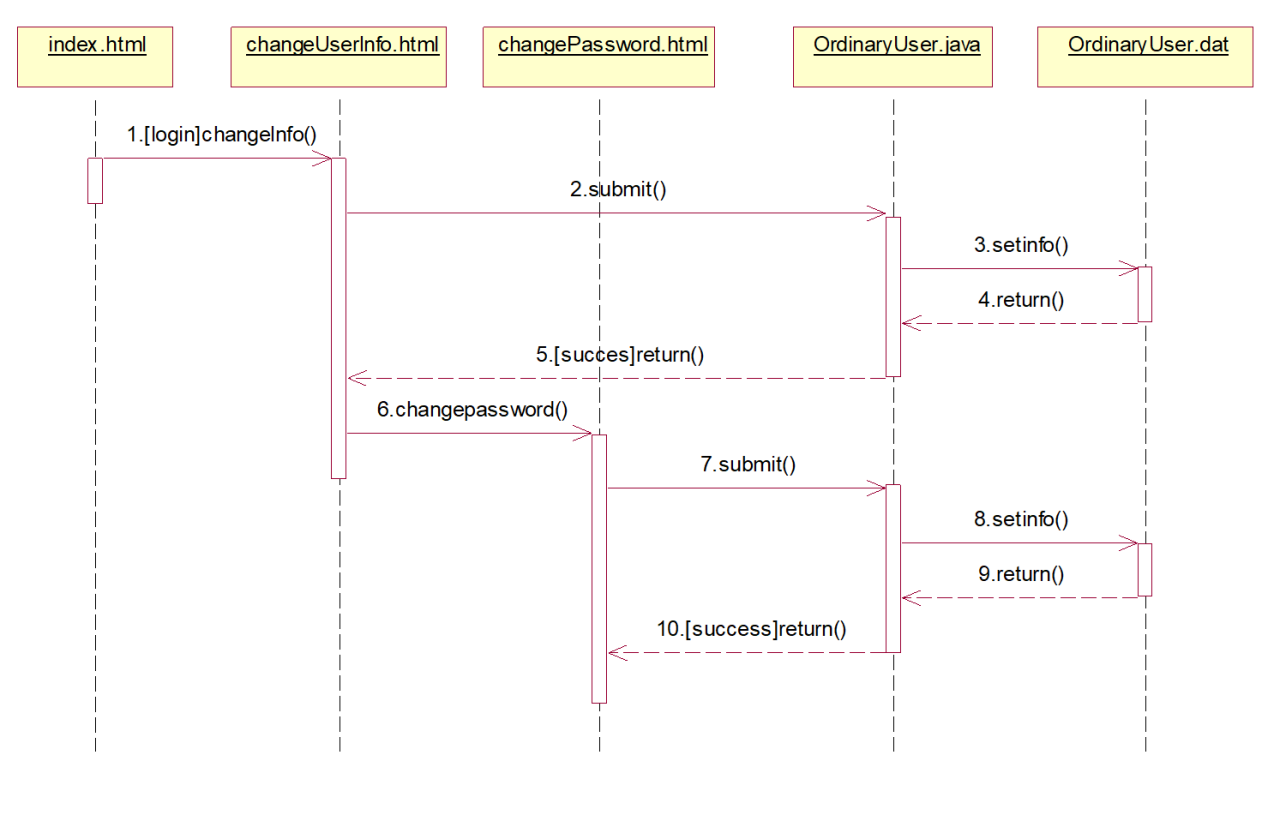 index.html
changeUserInfo.html
changePassword.html
OrdinaryUser.java
OrdinaryUser.dat
1.[login]changeInfo()
2.submit()
3.setinfo()
4.return()
5.[succes]return()
6.changepassword()
7.submit()
8.setinfo()
9.return()
10.[success]return()